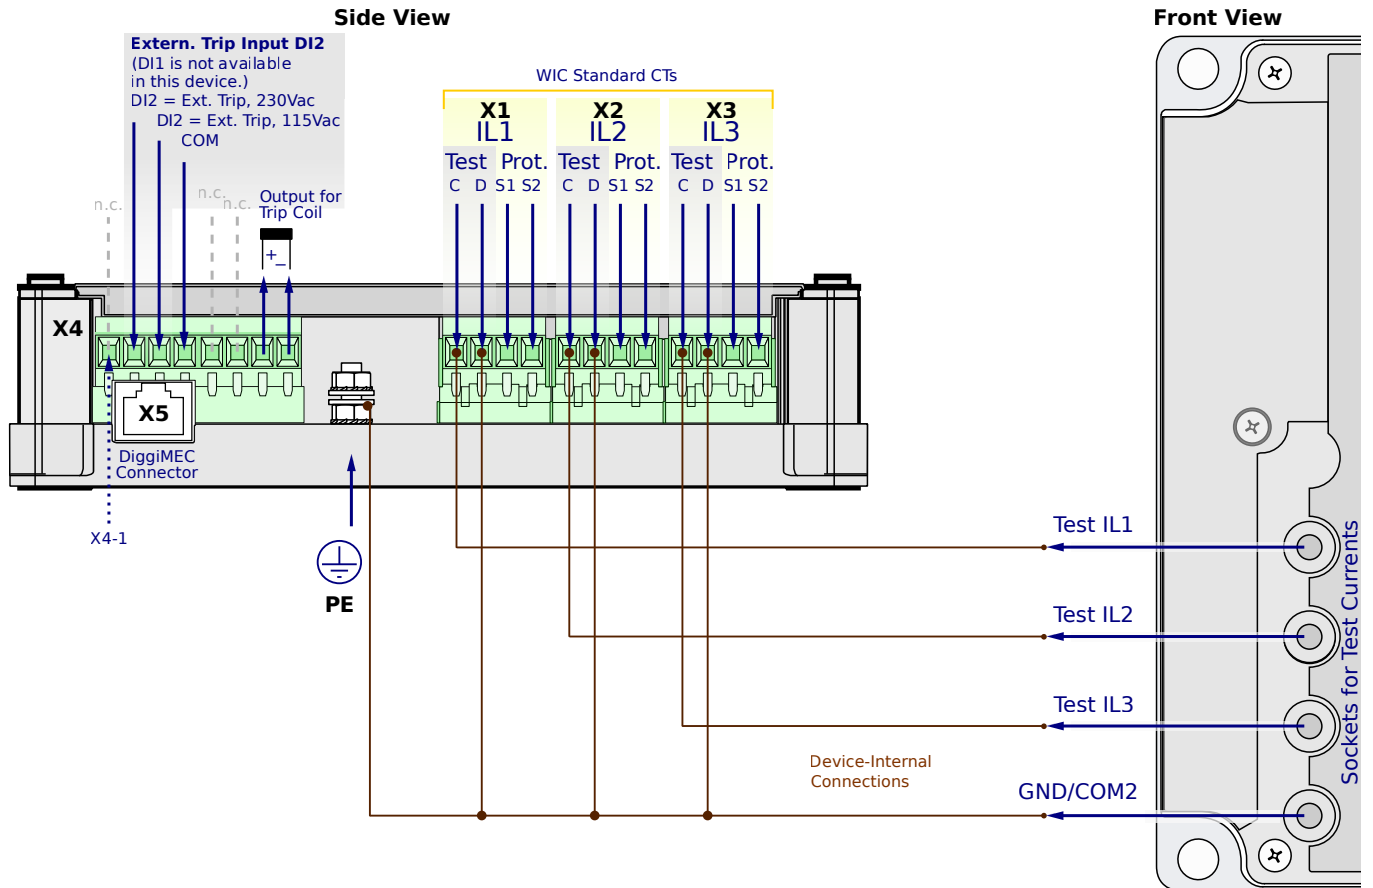 Side View
Front View
Extern. Trip Input DI2
(DI1 is not available
in this device.)
DI2 = Ext. Trip, 230Vac
DI2 = Ext. Trip, 115Vac
COM
n.c.
n.c.
n.c.
Output for
Trip Coil
+
−
WIC Standard CTs
X1
IL1
Test Prot.
C D S1 S2
X2
IL2
Test Prot.
C D S1 S2
X3
IL3
Test Prot.
C D S1 S2
X4
X5
DiggiMEC
Connector
X4-1
PE
Test IL1
Test IL2
Test IL3
GND/COM2
Device-Internal
Connections
Sockets for Test Currents